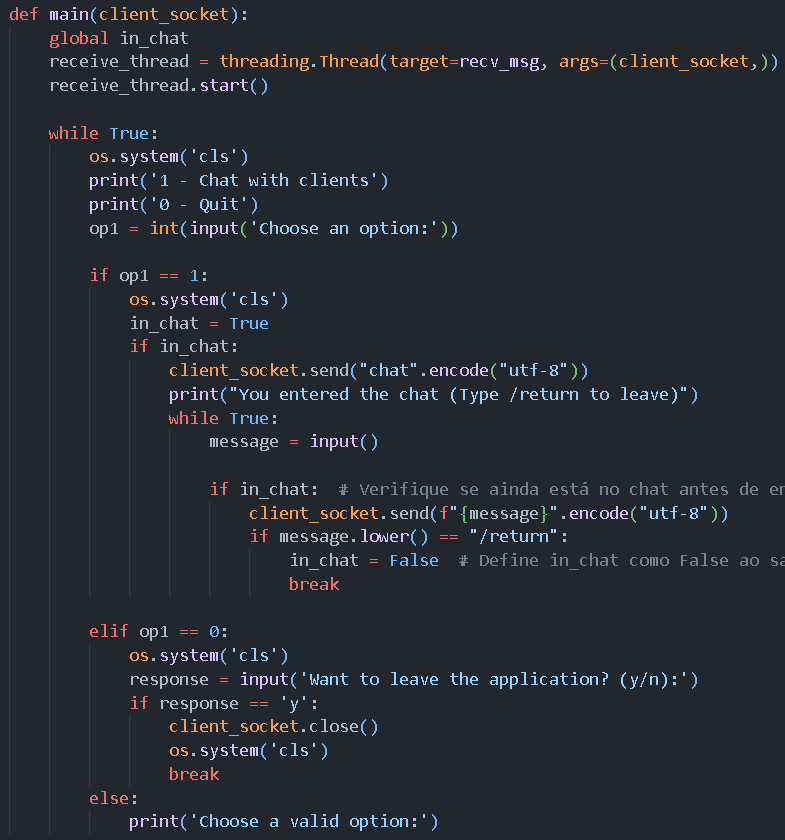 def main(client_socket):
    global in_chat
    receive_thread = threading.Thread(target=recv_msg, args=(client_socket,))
    receive_thread.start()

    while True:
        os.system('cls')
        print('1 - Chat with clients')
        print('0 - Quit')
        op1 = int(input('Choose an option:'))

        if op1 == 1:
            os.system('cls')
            in_chat = True
            if in_chat:
                client_socket.send("chat".encode("utf-8"))
                print("You entered the chat (Type /return to leave)")
                while True:
                    message = input()

                    if in_chat:  # Verifique se ainda está no chat antes de
                        client_socket.send(f"{message}".encode("utf-8"))
                        if message.lower() == "/return":
                            in_chat = False  # Define in_chat como False ao
                            break

        elif op1 == 0:
            os.system('cls')
            response = input('Want to leave the application? (y/n):')
            if response == 'y':
                client_socket.close()
                os.system('cls')
                break
        else:
            print('Choose a valid option:')